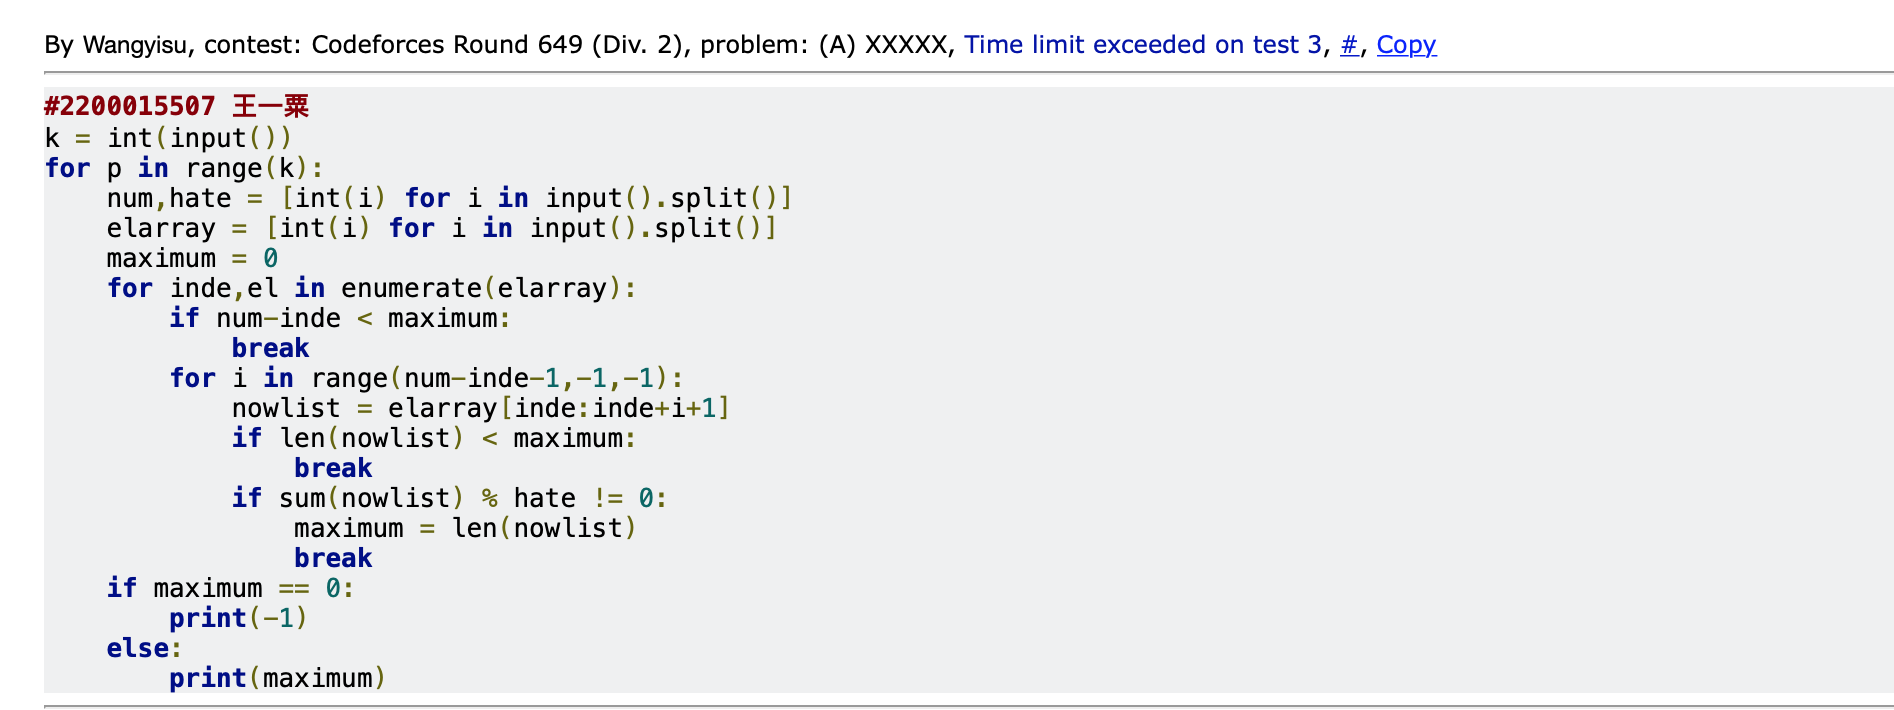 By Wangyisu, contest: Codeforces Round 649 (Div. 2), problem: (A) XXXXX, Time limit exceeded on test 3, #, Copy
#2200015507 王一粟
k = int(input())
for p in range(k):
    num,hate = [int(i) for i in input().split()]
    elarray = [int(i) for i in input().split()]
    maximum = 0
    for inde,el in enumerate(elarray):
        if num-inde < maximum:
            break
        for i in range(num-inde-1,-1,-1):
            nowlist = elarray[inde:inde+i+1]
            if len(nowlist) < maximum:
                break
            if sum(nowlist) % hate != 0:
                maximum = len(nowlist)
                break
    if maximum == 0:
        print(-1)
    else:
        print(maximum)